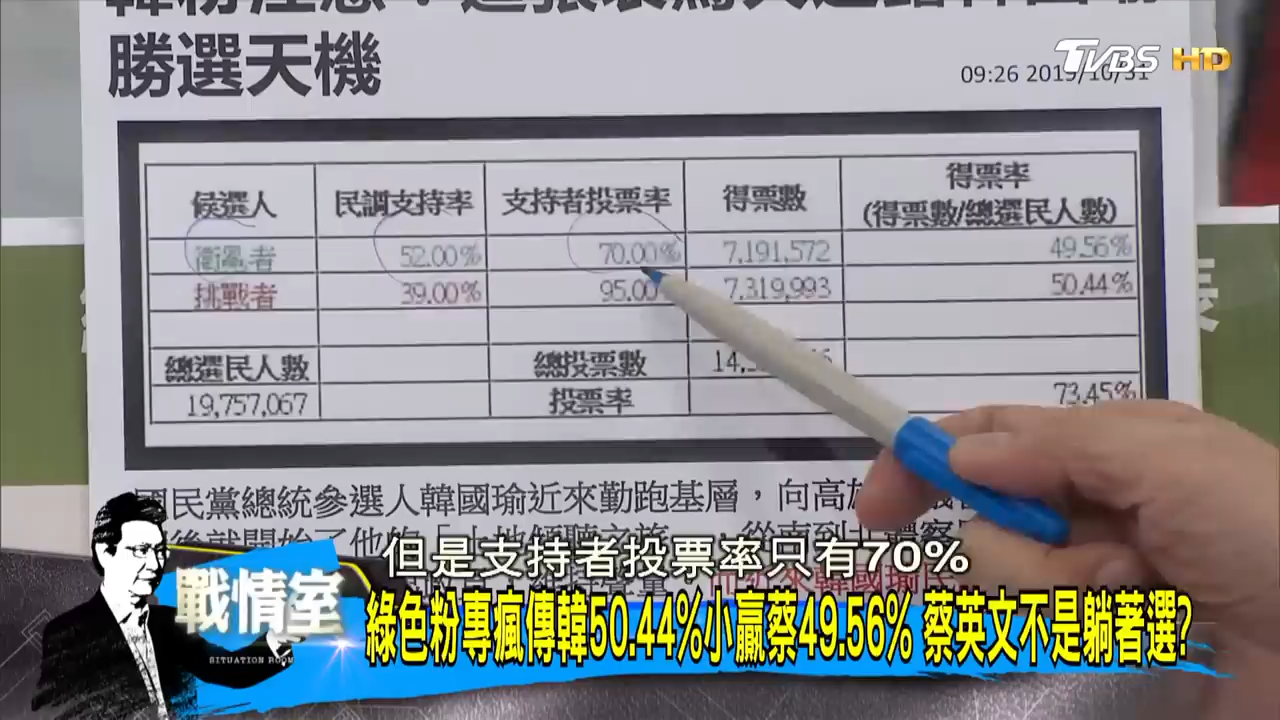 勝選天機
TVBS HD
09:26 2019/10/31
候選人 民調支持率 支持者投票率 得票數 得票率
(得票數/總選民人數)
衛冕者 52.00% 70.00% 7,191,572 49.56%
挑戰者 39.00% 95.00 7,319,993 50.44%
總選民人數 總投票數 14,
19,757,067 投票率 73.45%
國民黨總統參選人韓國瑜近來勤跑基層，向高
但是支持者投票率只有70%
戰情室
SITUATION ROOM
綠色粉專瘋傳韓50.44%小贏蔡49.56% 蔡英文不是躺著選?